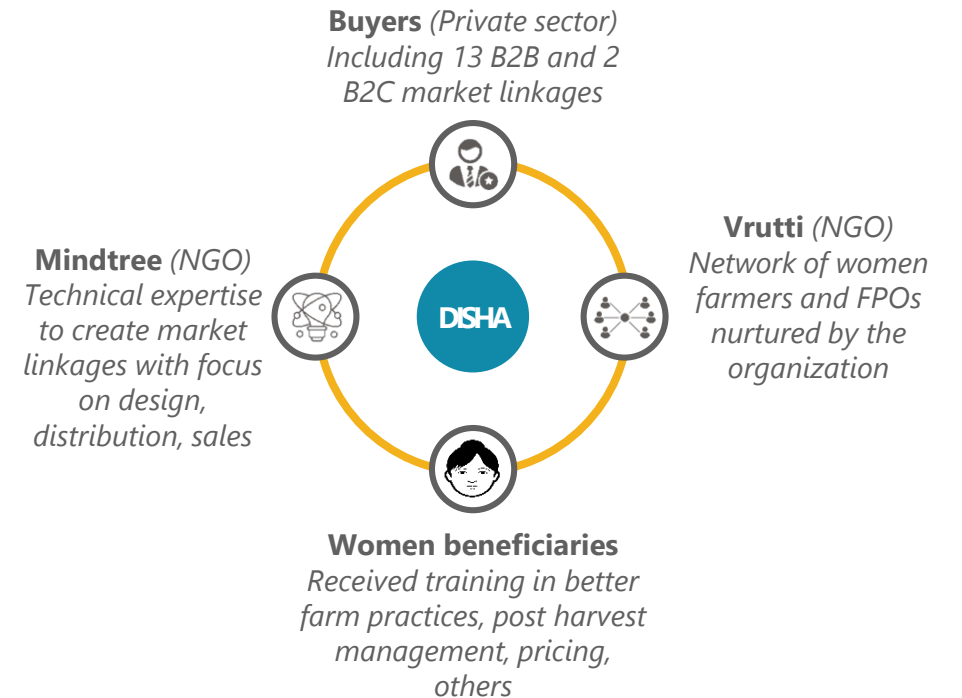 Buyers (Private sector)
Including 13 B2B and 2
B2C market linkages
Mindtree (NGO)
Technical expertise
to create market
linkages with focus
on design,
distribution, sales
DISHA
Vrutti (NGO)
Network of women
farmers and FPOs
nurtured by the
organization
Women beneficiaries
Received training in better
farm practices, post harvest
management, pricing,
others